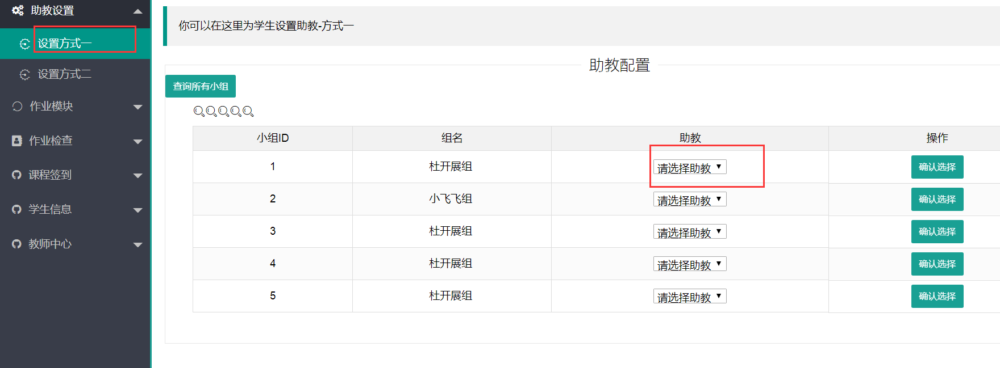 助教设置
设置方式一
设置方式二
作业模块
作业检查
课程签到
学生信息
教师中心
你可以在这里为学生设置助教-方式一
助教配置
查询所有小组
小组ID 组名 助教 操作
1 杜开展组 请选择助教 确认选择
2 小飞飞组 请选择助教 确认选择
3 杜开展组 请选择助教 确认选择
4 杜开展组 请选择助教 确认选择
5 杜开展组 请选择助教 确认选择